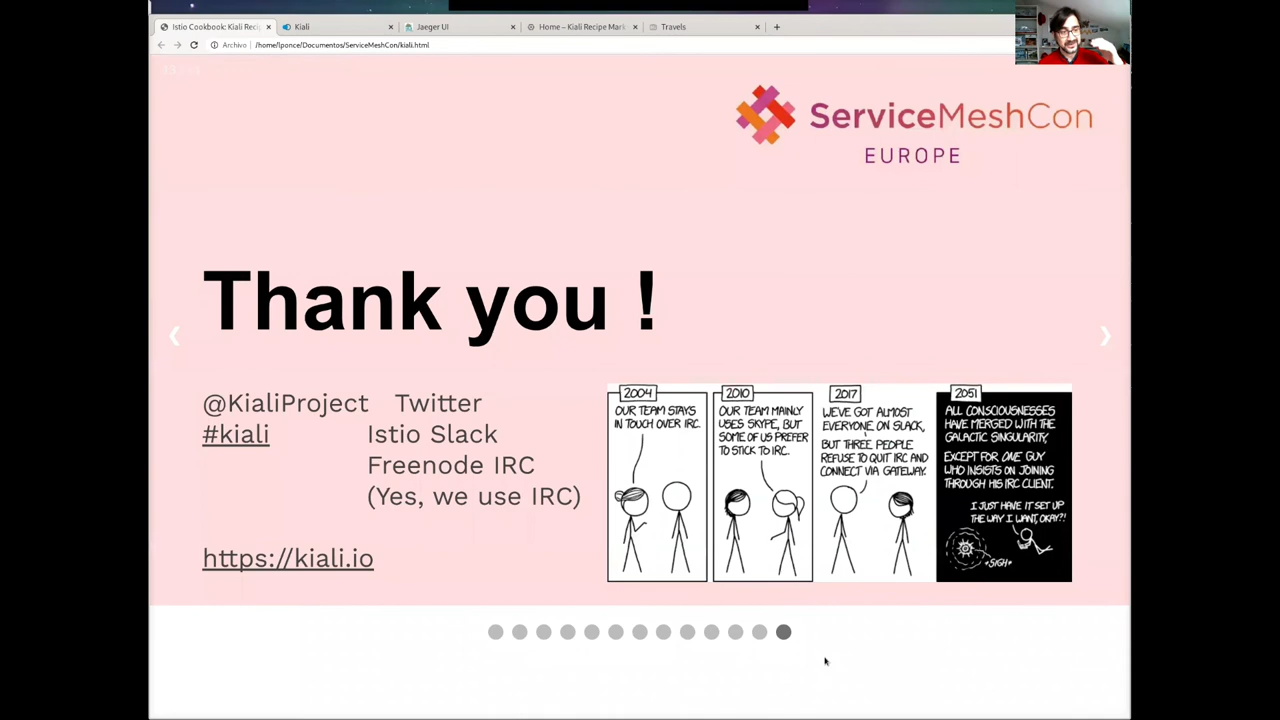 Istio Cookbook: Kiali Reci
Kiali
Jaeger UI
Home – Kiali Recipe Mark
Travels
Archivo
/home/lponce/Documentos/ServiceMeshCon/kiali.html
ServiceMeshCon
EUROPE
Thank you !
@KialiProject Twitter
#kiali Istio Slack
Freenode IRC
(Yes, we use IRC)
https://kiali.io
2004
OUR TEAM STAYS
IN TOUCH OVER IRC.
2010
OUR TEAM MAINLY
USES SKYPE, BUT
SOME OF US PREFER
TO STICK TO IRC.
2017
WE'VE GOT ALMOST
EVERYONE ON SLACK,
BUT THREE PEOPLE
REFUSE TO QUIT IRC AND
CONNECT VIA GATEWAY.
2051
ALL CONSCIOUSNESSES
HAVE MERGED WITH THE
GALACTIC SINGULARITY,
EXCEPT FOR ONE GUY
WHO INSISTS ON JOINING
THROUGH HIS IRC CLIENT.
I JUST HAVE IT SET UP
THE WAY I WANT, OKAY?!
*SIGH*